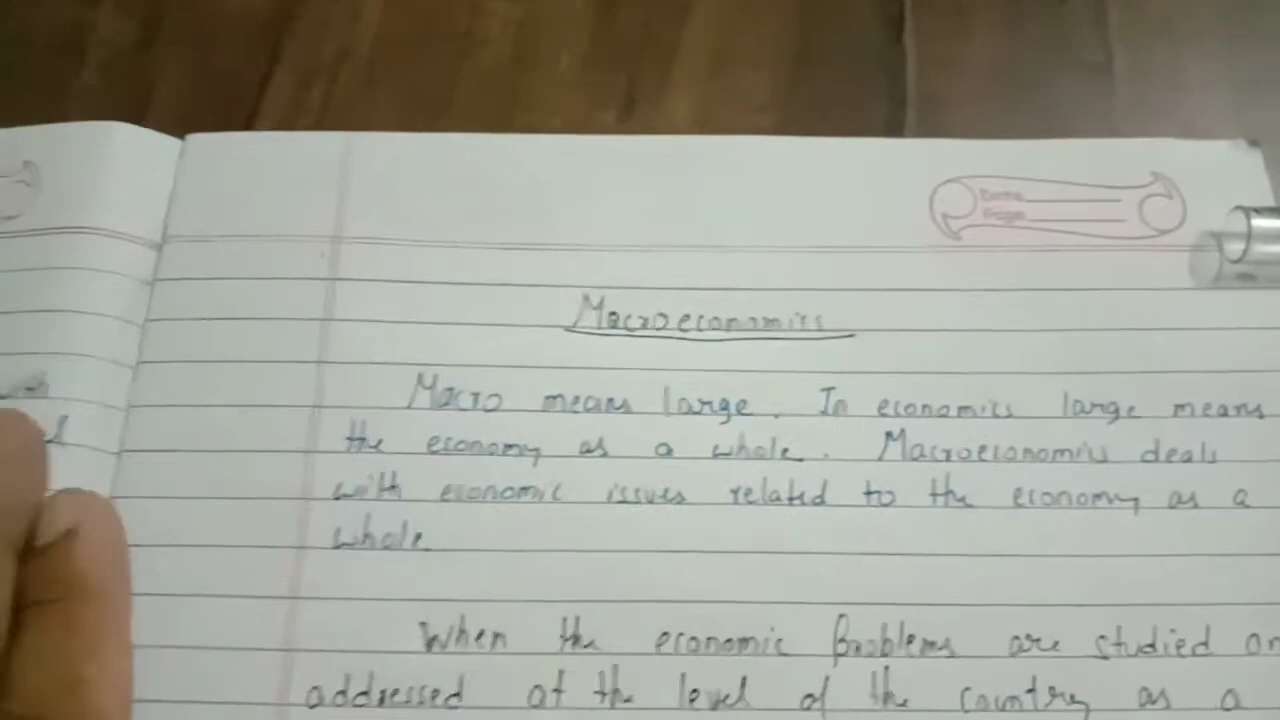 Date
Page
Macroeconomics
Macro means large. In economics large means
the economy as a whole. Macroeconomics deals
with economic issues related to the economy as a
whole
When the economic problems are studied or
addressed at the level of the country as a